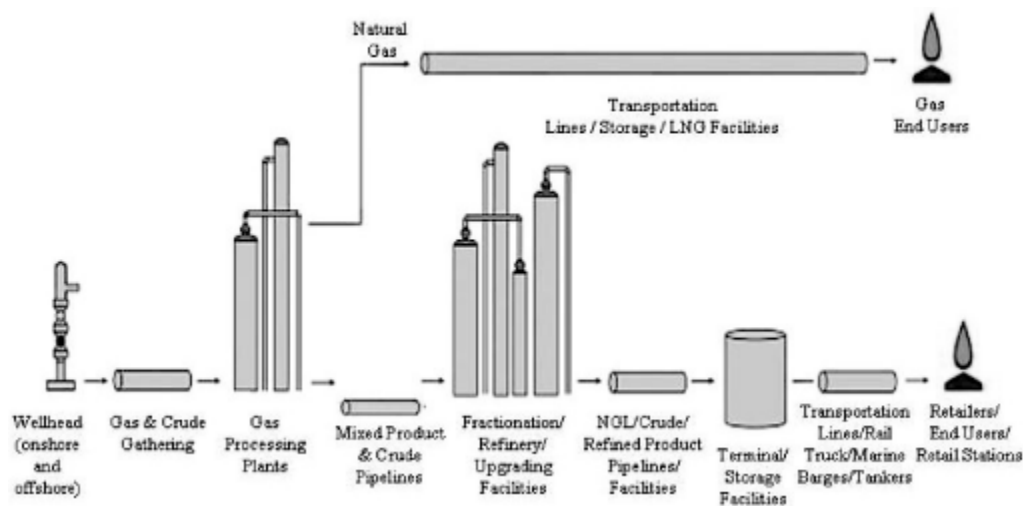 Natural
Gas
Transportation
Lines / Storage / LNG Facilities
Gas
End Users
Wellhead
(onshore
and
offshore)
Gas & Crude
Gathering
Gas
Processing
Plants
Mixed Product
& Crude
Pipelines
Fractionation/
Refinery/
Upgrading
Facilities
NGL/Crude/
Refined Product
Pipelines/
Facilities
Terminal/
Storage
Facilities
Transportation
Lines/Rail
Truck/Marine
Barges/Tankers
Retailers/
End Users/
Retail Stations